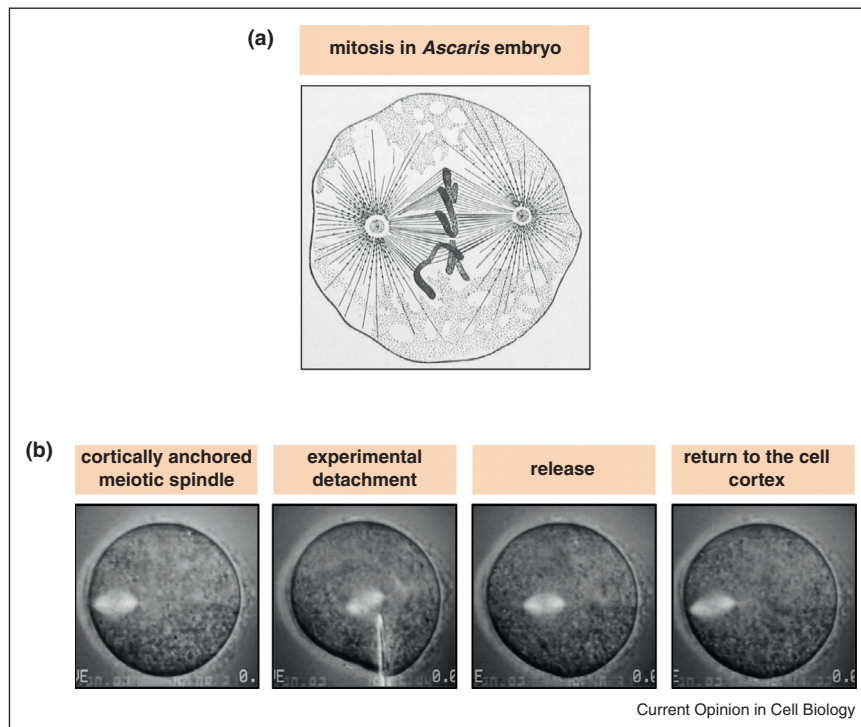 (a)
mitosis in Ascaris embryo
(b)
cortically anchored
meiotic spindle
experimental
detachment
release
return to the cell
cortex
Current Opinion in Cell Biology